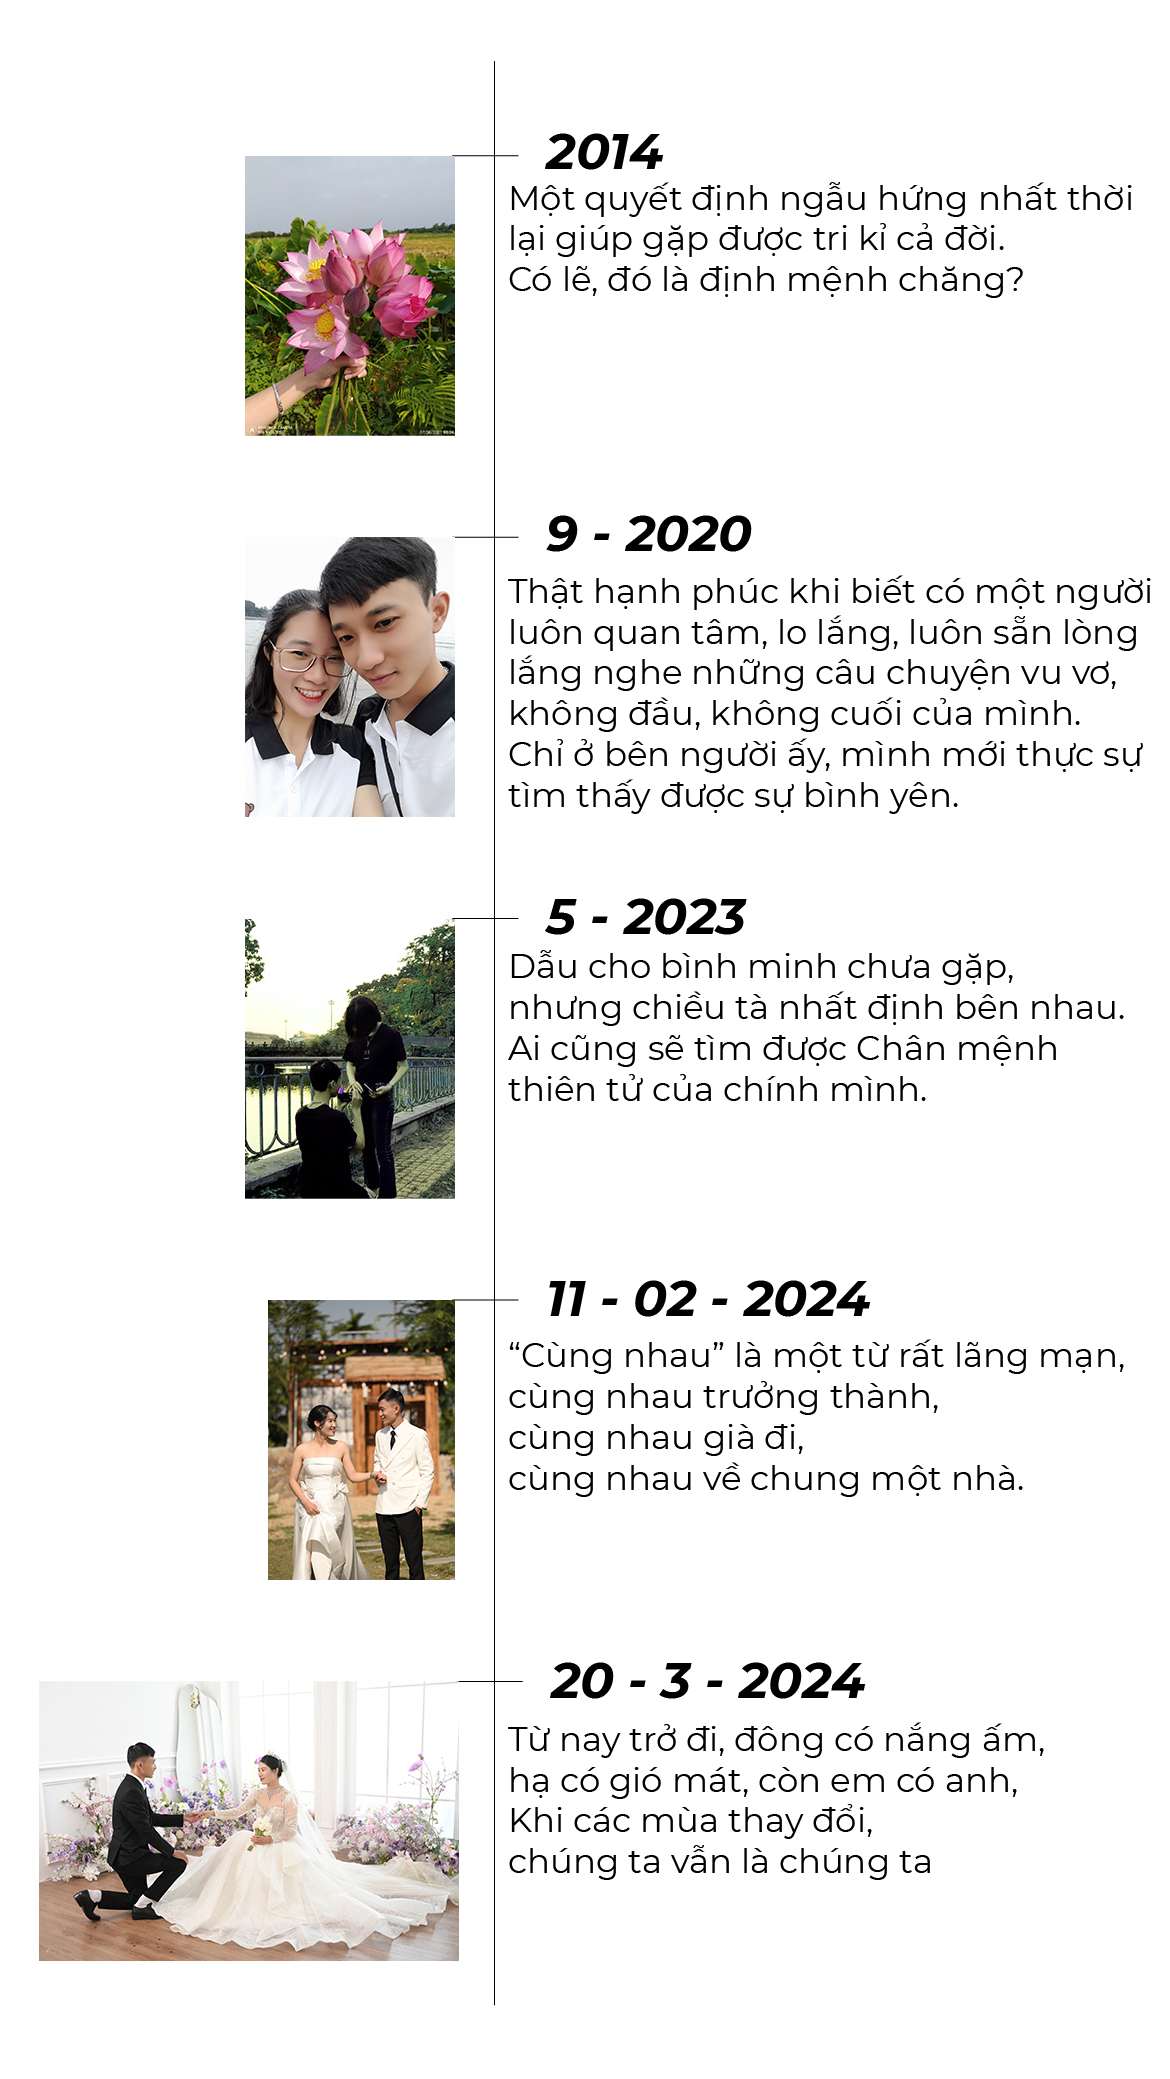 2014
Một quyết định ngẫu hứng nhất thời
lại giúp gặp được tri kỉ cả đời.
Có lẽ, đó là định mệnh chăng?
9 - 2020
Thật hạnh phúc khi biết có một người
luôn quan tâm, lo lắng, luôn sẵn lòng
lắng nghe những câu chuyện vu vơ,
không đầu, không cuối của mình.
Chỉ ở bên người ấy, mình mới thực sự
tìm thấy được sự bình yên.
5 - 2023
Dẫu cho bình minh chưa gặp,
nhưng chiều tà nhất định bên nhau.
Ai cũng sẽ tìm được Chân mệnh
thiên tử của chính mình.
11 - 02 - 2024
“Cùng nhau” là một từ rất lãng mạn,
cùng nhau trưởng thành,
cùng nhau già đi,
cùng nhau về chung một nhà.
20 - 3 - 2024
Từ nay trở đi, đông có nắng ấm,
hạ có gió mát, còn em có anh,
Khi các mùa thay đổi,
chúng ta vẫn là chúng ta